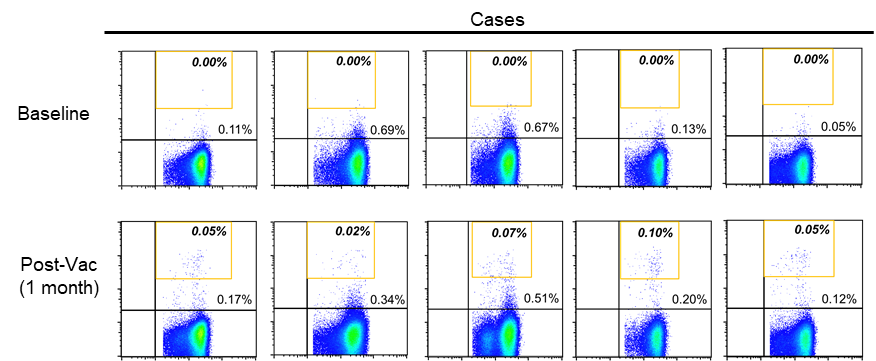 Cases
Baseline
0.00% 0.00% 0.00% 0.00% 0.00%
0.11% 0.69% 0.67% 0.13% 0.05%
Post-Vac
(1 month)
0.05% 0.02% 0.07% 0.10% 0.05%
0.17% 0.34% 0.51% 0.20% 0.12%